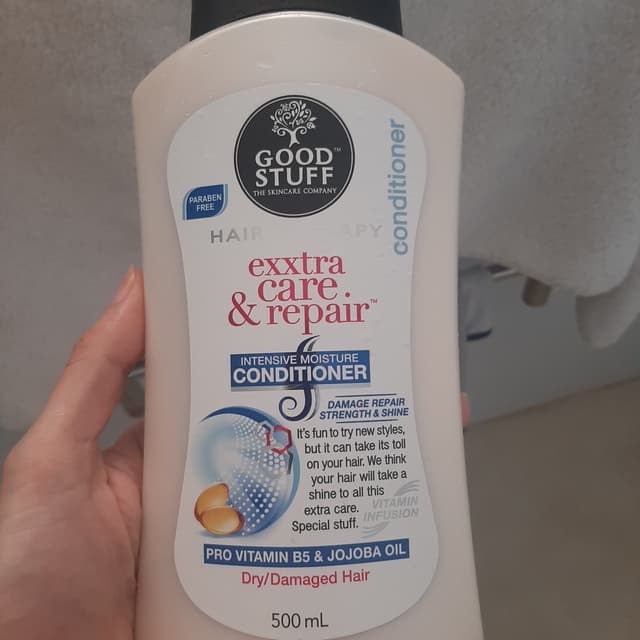 GOOD
STUFF™
THE SKINCARE COMPANY
PARABEN
FREE
conditioner
HAIR THERAPY
exxtra
care
& repair™
INTENSIVE MOISTURE
CONDITIONER
DAMAGE REPAIR
STRENGTH & SHINE
It's fun to try new styles,
but it can take its toll
on your hair. We think
your hair will take a
shine to all this
extra care.
Special stuff.
VITAMIN
INFUSION
PRO VITAMIN B5 & JOJOBA OIL
Dry/Damaged Hair
500 mL